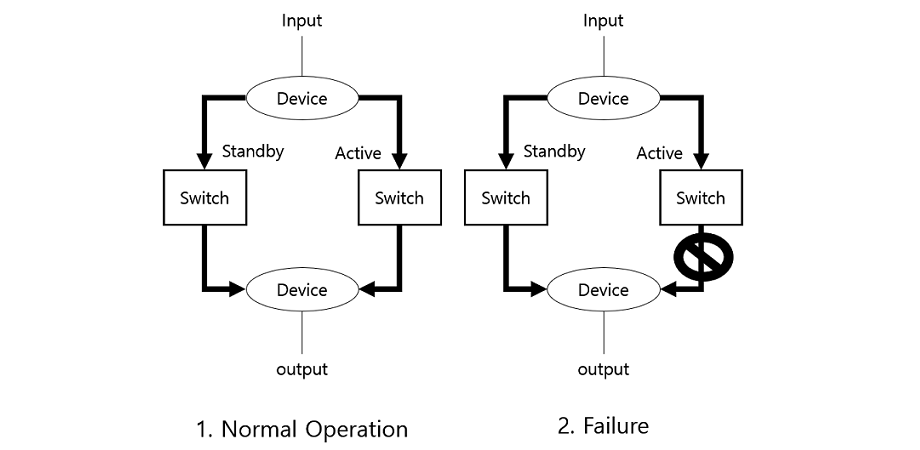 Input
Device
Standby
Active
Switch
Switch
Device
output
1. Normal Operation
Input
Device
Standby
Active
Switch
Switch
Device
output
2. Failure